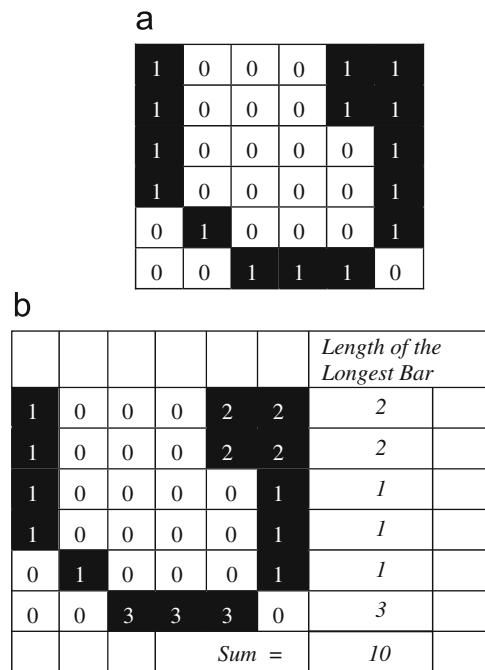 a
1 0 0 0 1 1
1 0 0 0 1 1
1 0 0 0 0 1
1 0 0 0 0 1
0 1 0 0 0 1
0 0 1 1 1 0
b
Length of the
Longest Bar
1 0 0 0 2 2 2
1 0 0 0 2 2 2
1 0 0 0 0 1 1
1 0 0 0 0 1 1
0 1 0 0 0 1 1
0 0 3 3 3 0 3
Sum = 10